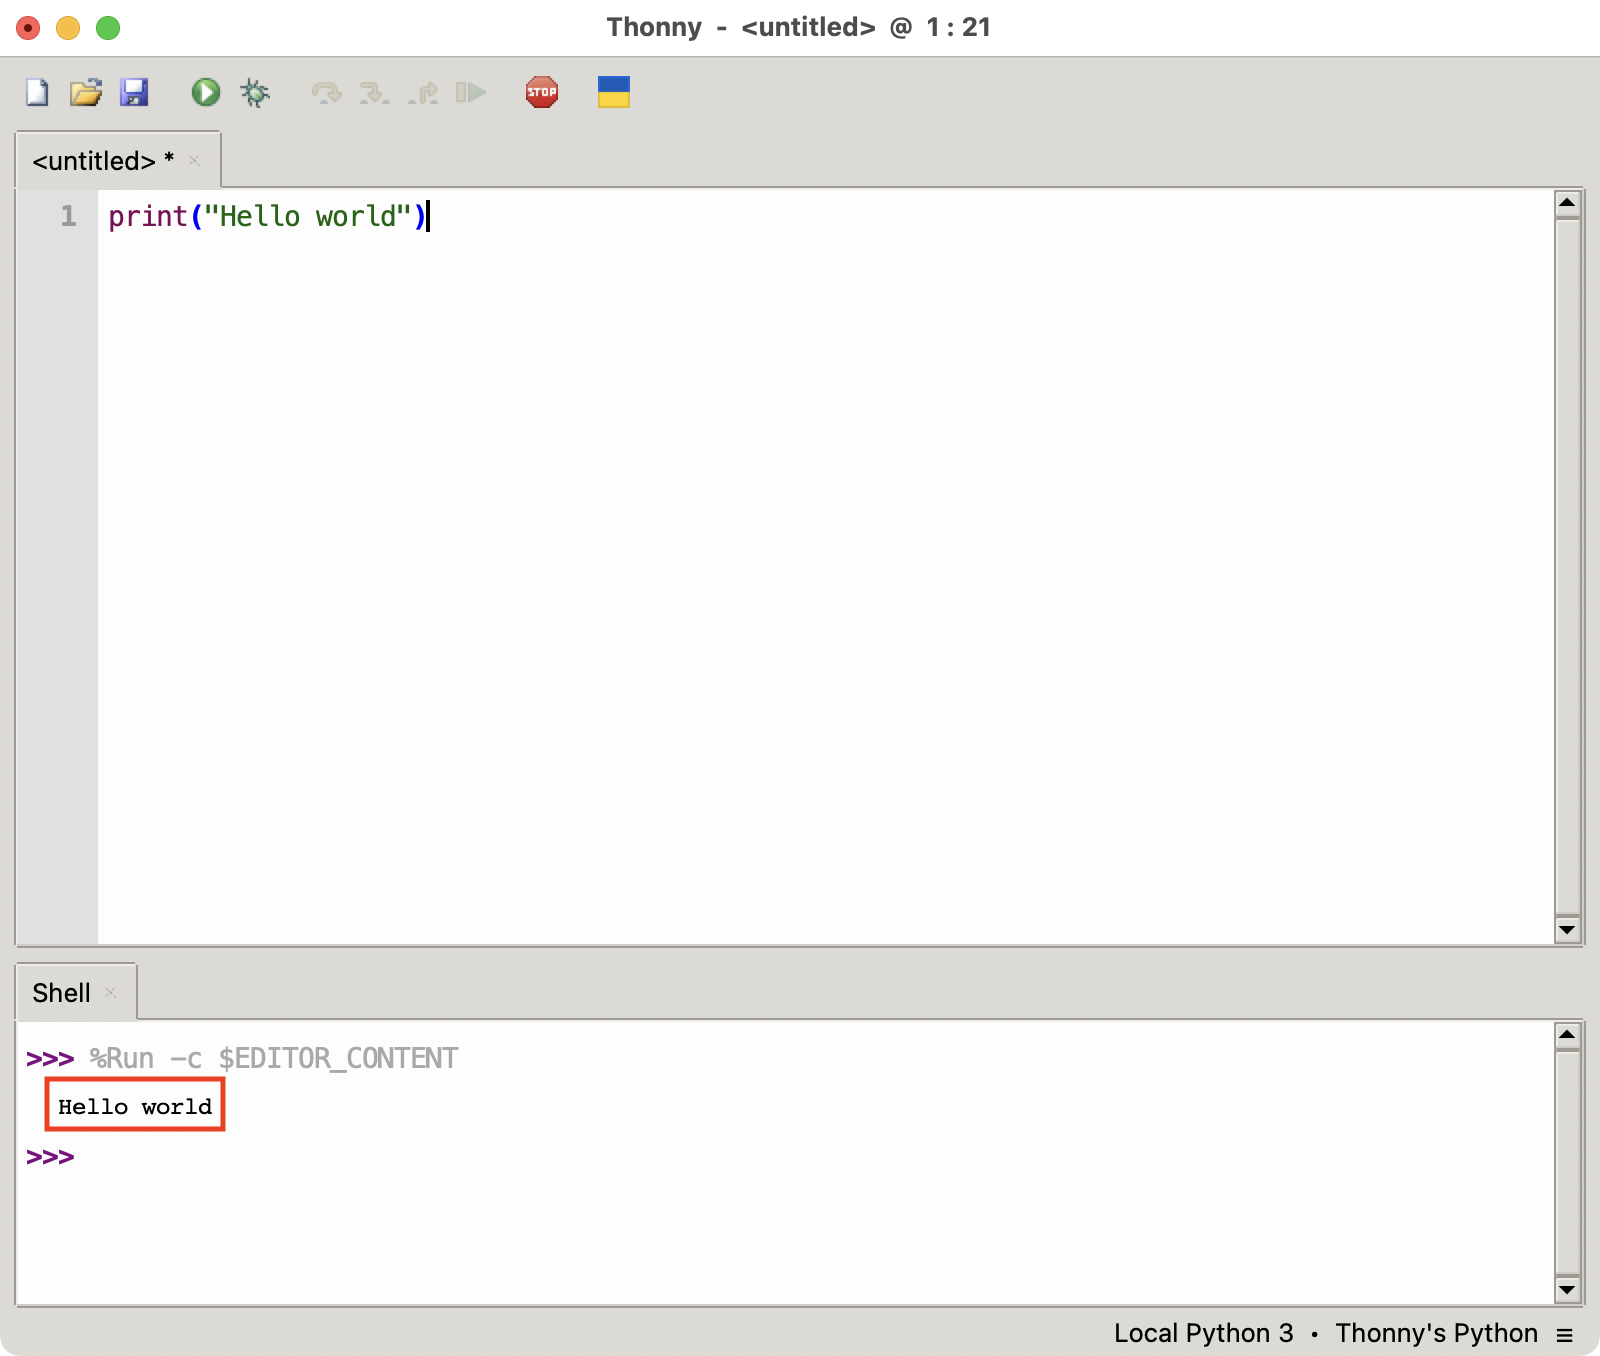 Thonny - <untitled> @ 1:21
STOP
<untitled> *
1 print("Hello world")
Shell
>>> %Run -c $EDITOR_CONTENT
Hello world
>>>
Local Python 3 • Thonny's Python ≡